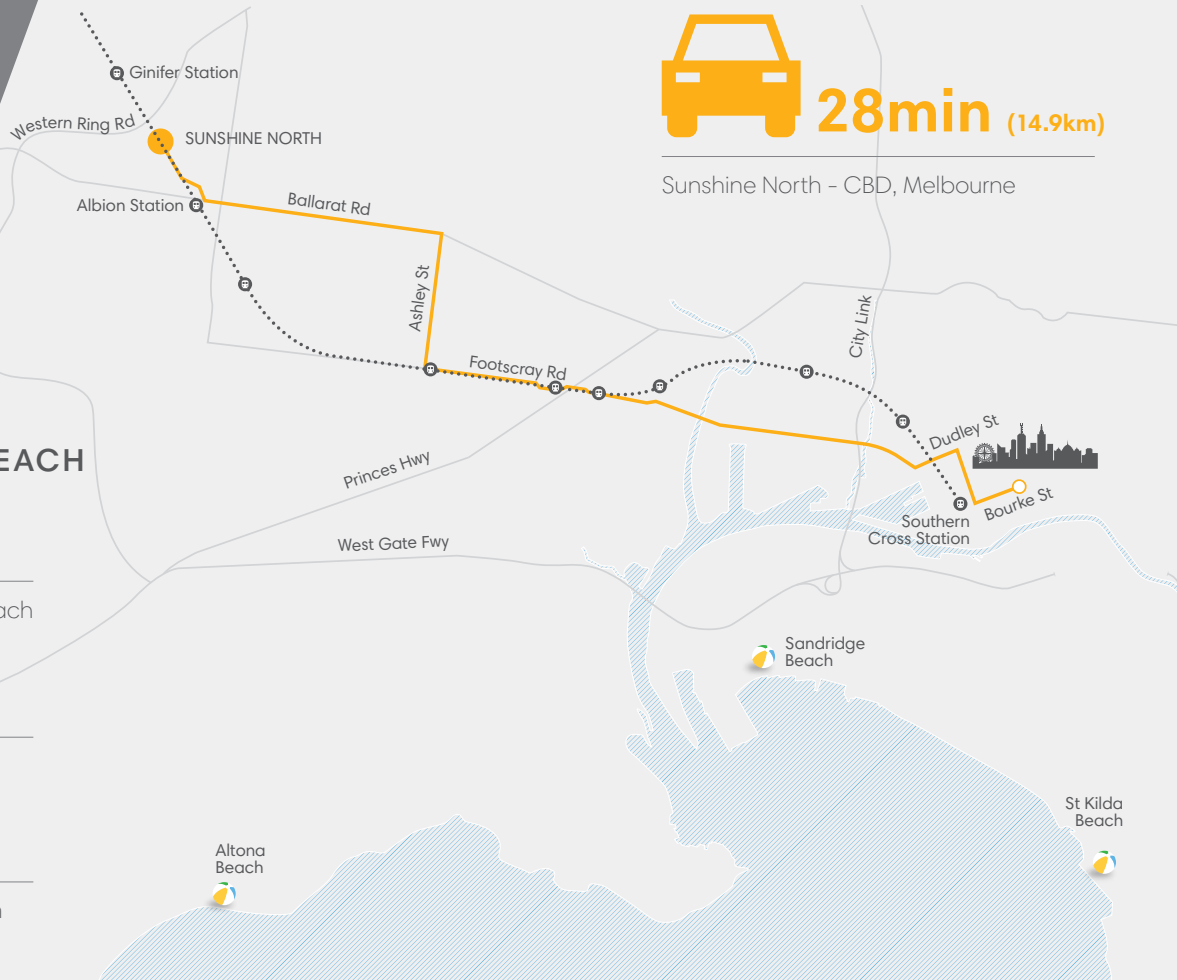 Ginifer Station
Western Ring Rd
SUNSHINE NORTH
28min (14.9km)
Sunshine North - CBD, Melbourne
Albion Station
Ballarat Rd
Ashley St
City Link
Footscray Rd
Dudley St
EACH
Princes Hwy
Bourke St
Southern
Cross Station
West Gate Fwy
ach
Sandridge
Beach
St Kilda
Beach
Altona
Beach